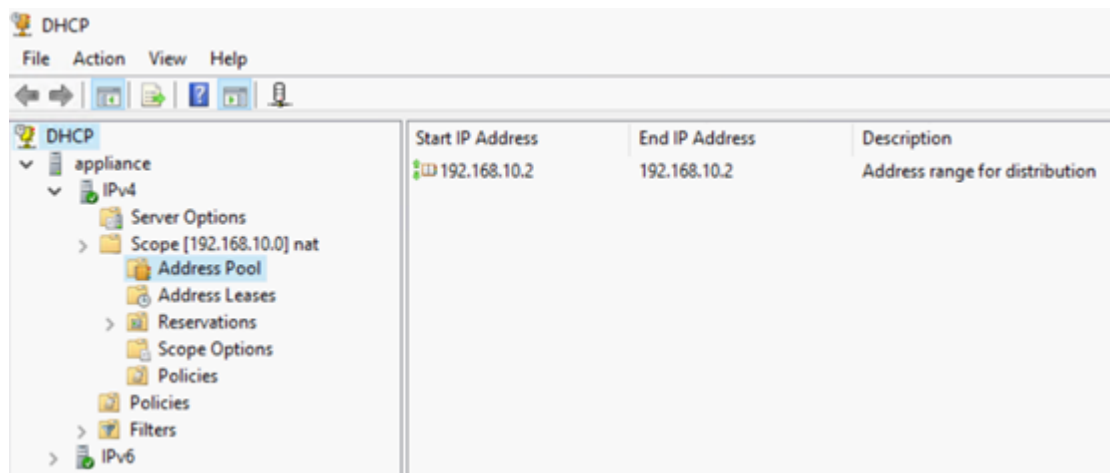 DHCP
File Action View Help
DHCP
appliance
IPv4
Server Options
Scope [192.168.10.0] nat
Address Pool
Address Leases
Reservations
Scope Options
Policies
Policies
Filters
IPv6
Start IP Address End IP Address Description
192.168.10.2 192.168.10.2 Address range for distribution